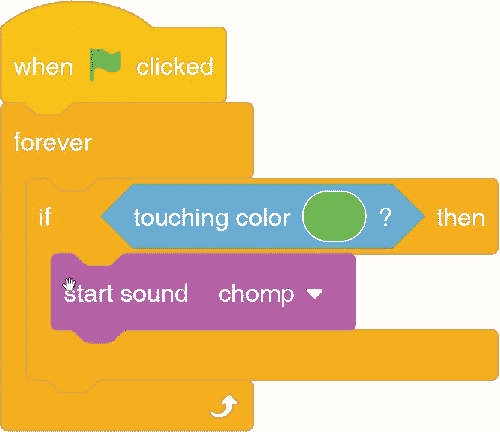 when clicked
forever
if touching color ? then
start sound chomp